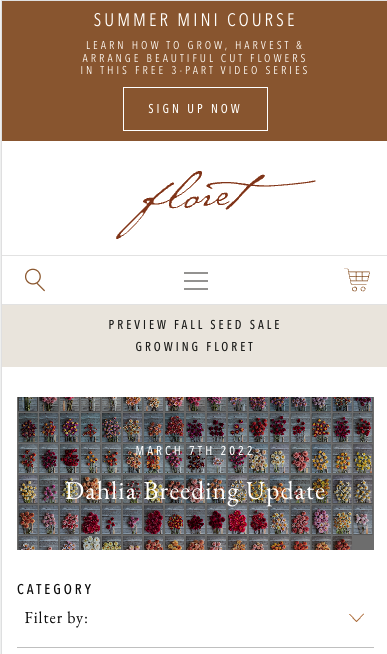 SUMMER MINI COURSE
LEARN HOW TO GROW, HARVEST &
ARRANGE BEAUTIFUL CUT FLOWERS
IN THIS FREE 3-PART VIDEO SERIES
SIGN UP NOW
floret
PREVIEW FALL SEED SALE
GROWING FLORET
MARCH 7TH 2022
Dahlia Breeding Update
CATEGORY
Filter by: